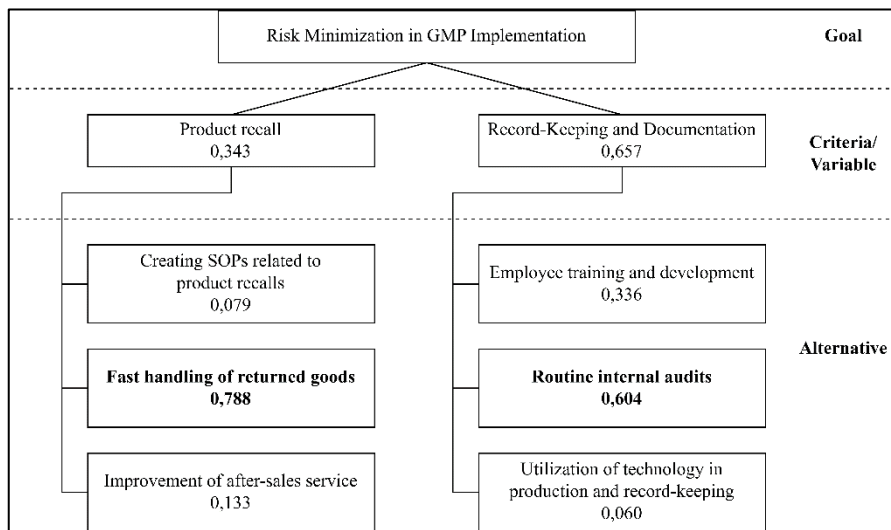 Risk Minimization in GMP Implementation
Goal
Product recall
0,343
Record-Keeping and Documentation
0,657
Criteria/
Variable
Creating SOPs related to
product recalls
0,079
Employee training and development
0,336
Fast handling of returned goods
0,788
Routine internal audits
0,604
Alternative
Improvement of after-sales service
0,133
Utilization of technology in
production and record-keeping
0,060